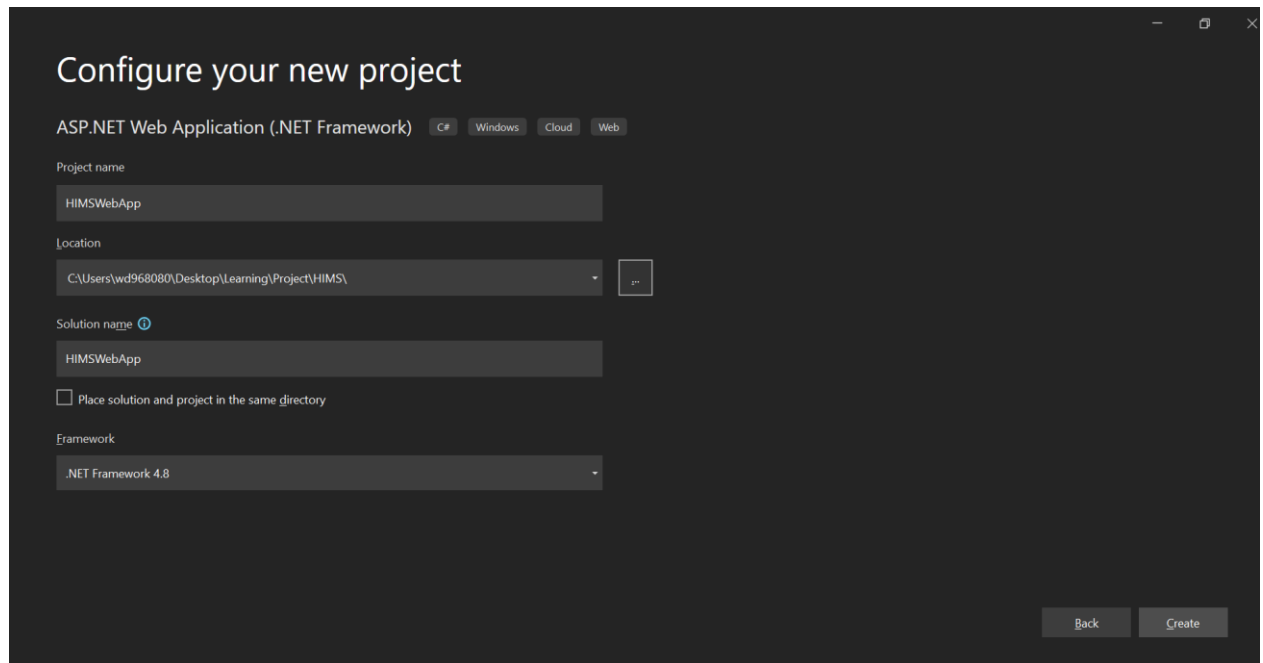 Configure your new project
ASP.NET Web Application (.NET Framework) C# Windows Cloud Web
Project name
HIMSWebApp
Location
C:\Users\wd968080\Desktop\Learning\Project\HIMS\
...
Solution name
HIMSWebApp
Place solution and project in the same directory
Framework
.NET Framework 4.8
Back Create